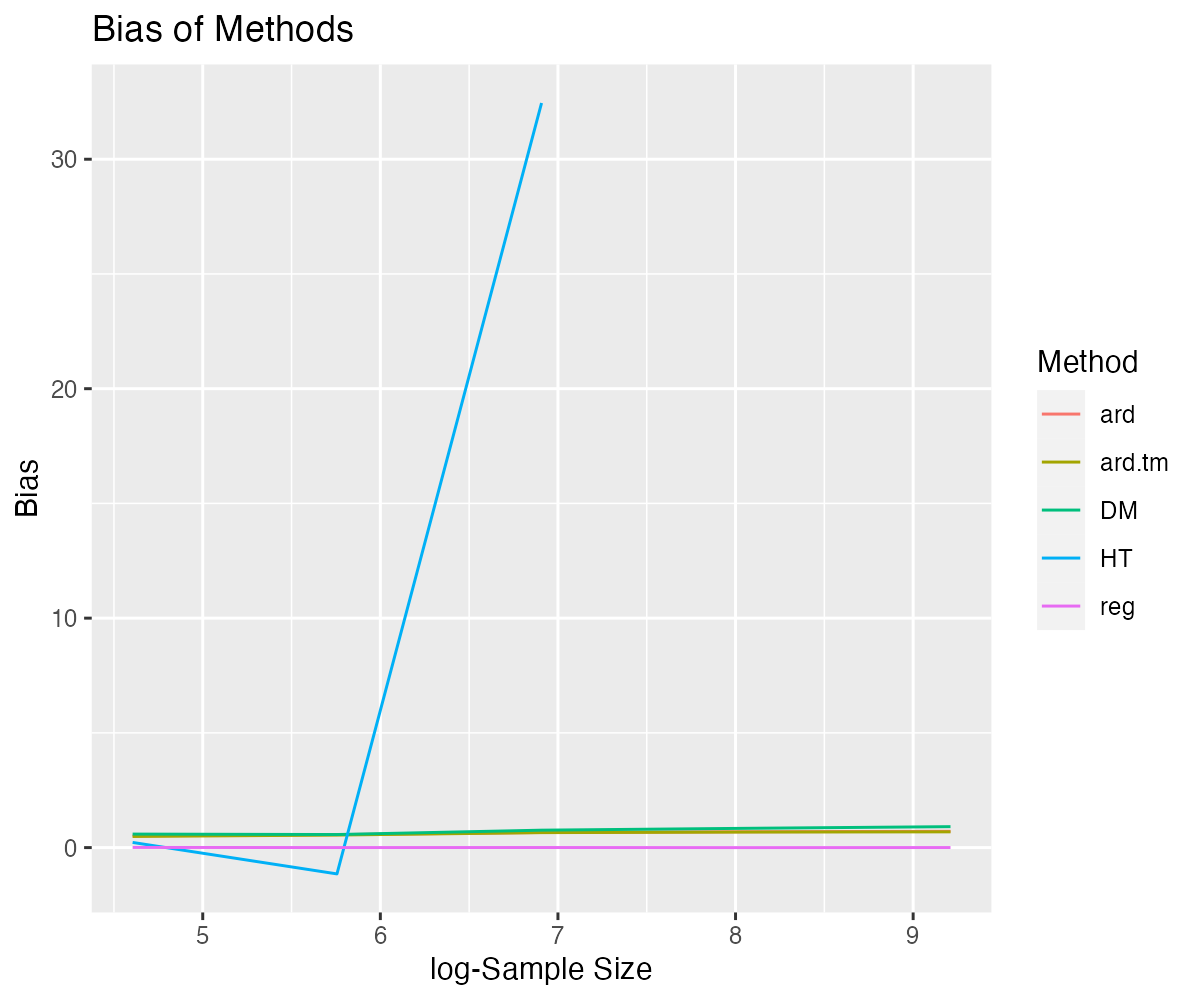 Bias of Methods
30
20
10
0
Bias
5 6 7 8 9
log-Sample Size
Method
ard
ard.tm
DM
HT
reg